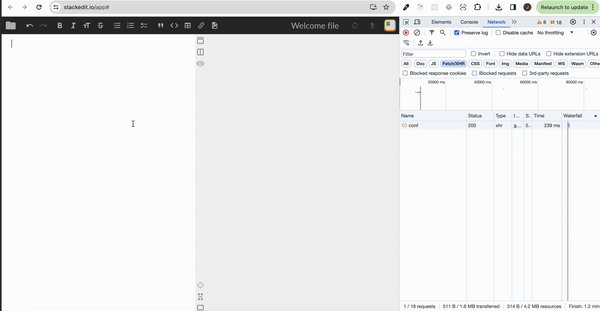 stackedit.io/app#
Relaunch to update
B I Welcome file
Elements Console Network 6 18
Preserve log Disable cache No throttling
Filter Invert Hide data URLs Hide extension URLs
All Doc JS Fetch/XHR CSS Font Img Media Manifest WS Wasm Othe
Blocked response cookies Blocked requests 3rd-party requests
20000 ms 40000 ms 60000 ms 80000 ms
Name Status Type I... S. Time Waterfall
conf 200 xhr g... 5.. 239 ms
1 / 18 requests 511 B / 1.6 MB transferred 314 B / 4.2 MB resources Finish: 1.2 min